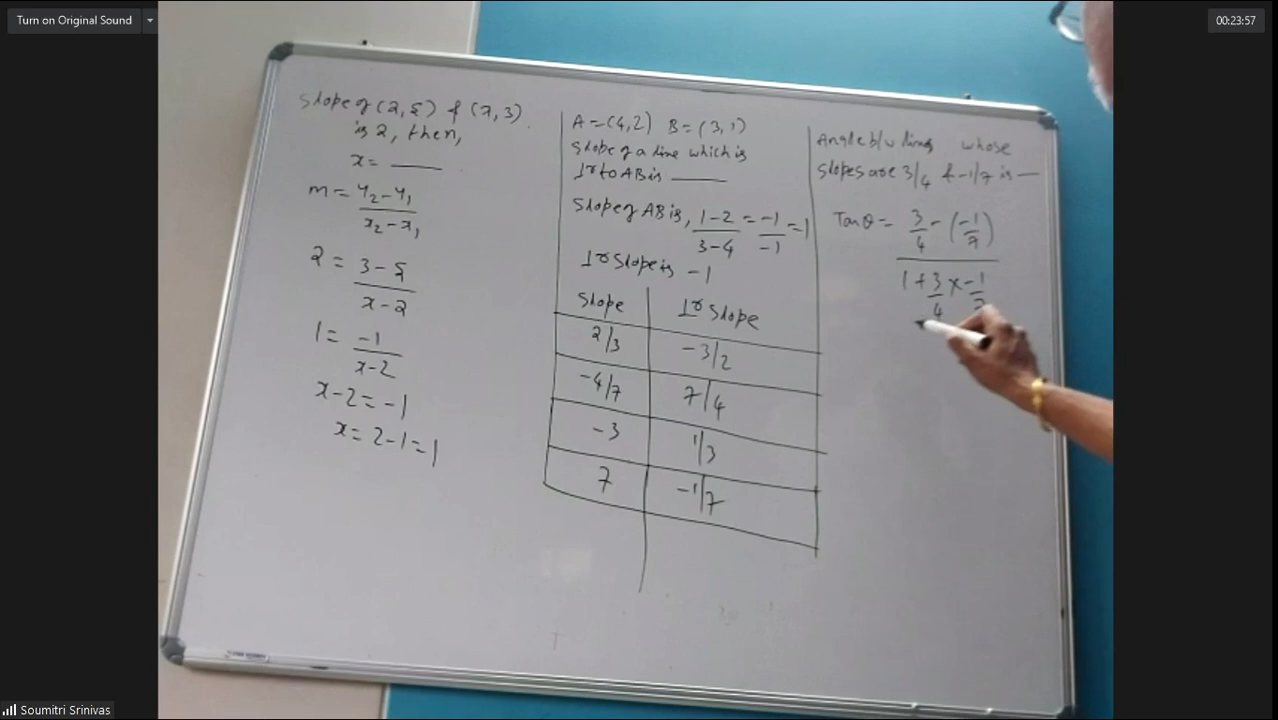 Turn on Original Sound
00:23:57
Slope of (2,5) & (x,3)
is 2, then,
x = ____
m = y₂-y₁/x₂-x₁
2 = 3-5/x-2
1 = -1/x-2
x-2 = -1
x = 2-1 = 1
A = (4,2) B = (3,1)
Slope of a line which is
⊥r to AB is ____
Slope of AB is, 1-2/3-4 = -1/-1 = 1
⊥r Slope is -1
Slope ⊥r Slope
2/3 -3/2
-4/7 7/4
-3 1/3
7 -1/7
Angle b/w lines whose
slopes are 3/4 & -1/7 is —
Tanθ = 3/4 - (-1/7)
1 + 3/4 x -1/7
Soumitri Srinivas